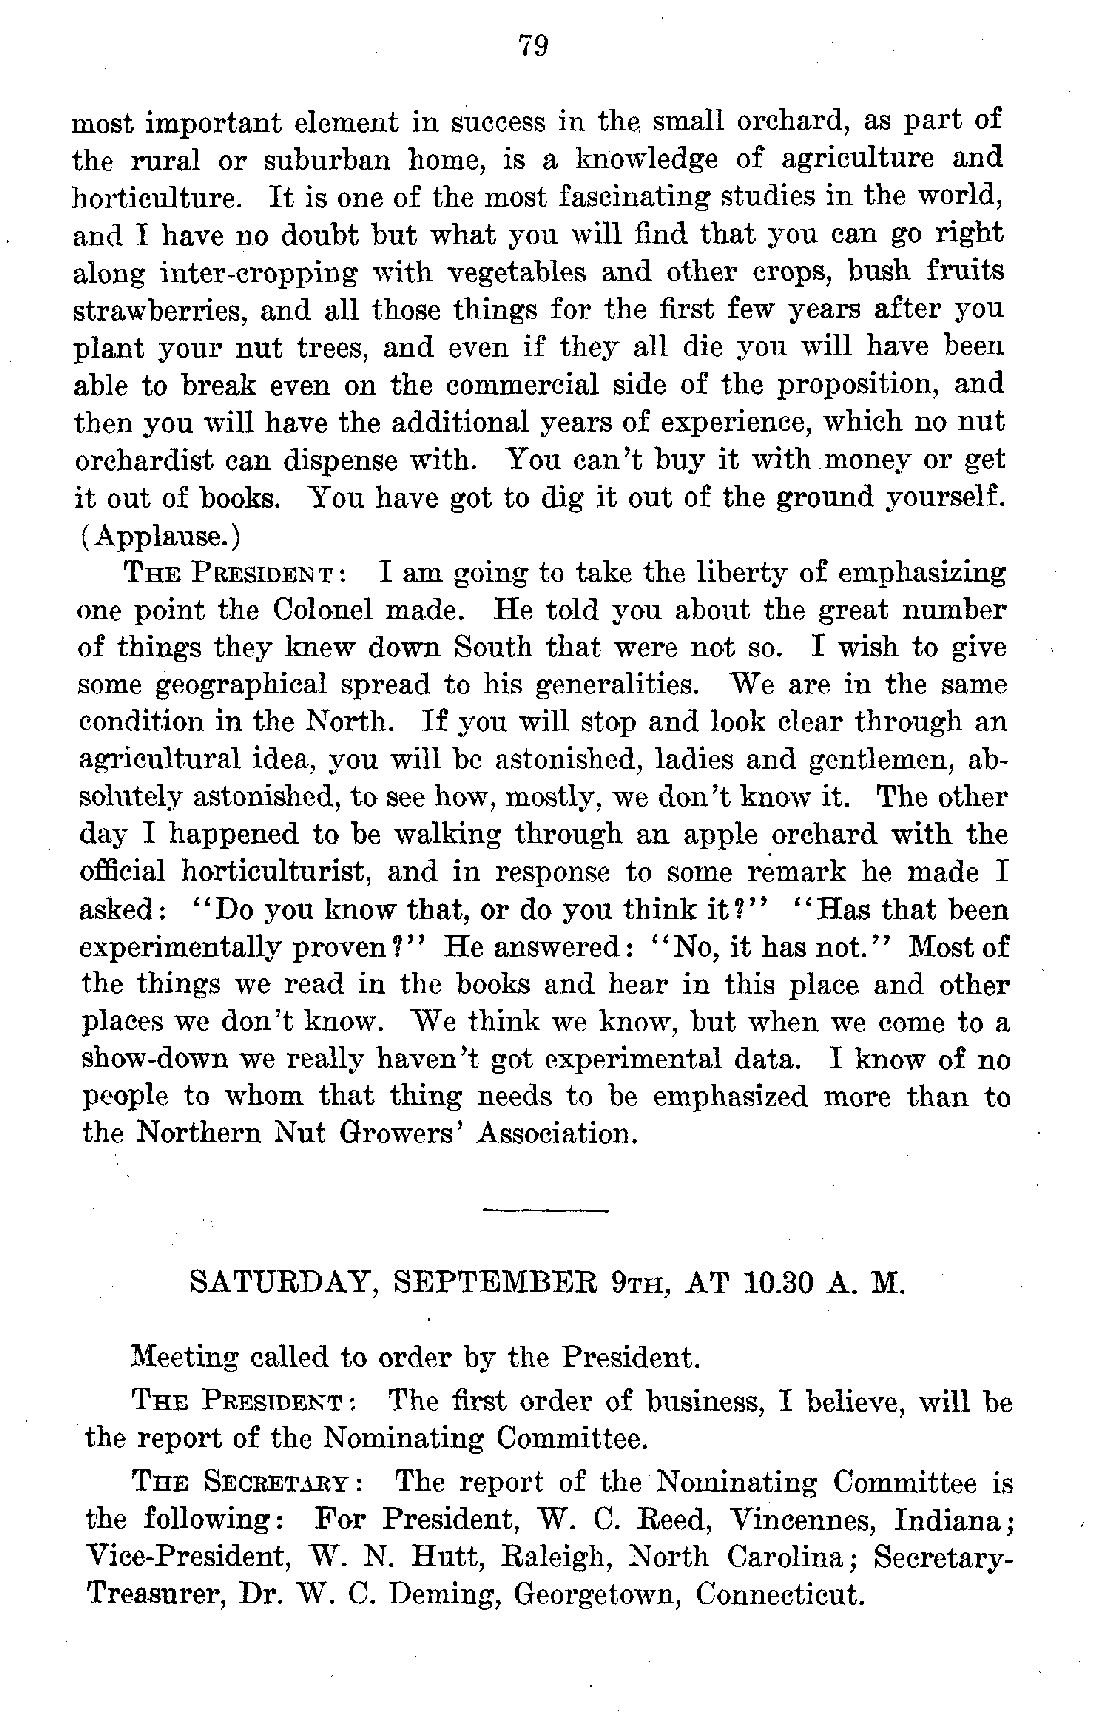 79
most important element in success in the small orchard, as part of
the rural or suburban home, is a knowledge of agriculture and
horticulture. It is one of the most fascinating studies in the world,
and I have no doubt but what you will find that you can go right
along inter-cropping with vegetables and other crops, bush fruits
strawberries, and all those things for the first few years after you
plant your nut trees, and even if they all die you will have been
able to break even on the commercial side of the proposition, and
then you will have the additional years of experience, which no nut
orchardist can dispense with. You can't buy it with money or get
it out of books. You have got to dig it out of the ground yourself.
(Applause.)
THE PRESIDENT: I am going to take the liberty of emphasizing
one point the Colonel made. He told you about the great number
of things they knew down South that were not so. I wish to give
some geographical spread to his generalities. We are in the same
condition in the North. If you will stop and look clear through an
agricultural idea, you will be astonished, ladies and gentlemen, ab-
solutely astonished, to see how, mostly, we don't know it. The other
day I happened to be walking through an apple orchard with the
official horticulturist, and in response to some remark he made I
asked: "Do you know that, or do you think it?" "Has that been
experimentally proven?" He answered: "No, it has not." Most of
the things we read in the books and hear in this place and other
places we don't know. We think we know, but when we come to a
show-down we really haven't got experimental data. I know of no
people to whom that thing needs to be emphasized more than to
the Northern Nut Growers' Association.
SATURDAY, SEPTEMBER 9TH, AT 10.30 A. M.
Meeting called to order by the President.
THE PRESIDENT: The first order of business, I believe, will be
the report of the Nominating Committee.
THE SECRETARY: The report of the Nominating Committee is
the following: For President, W. C. Reed, Vincennes, Indiana;
Vice-President, W. N. Hutt, Raleigh, North Carolina; Secretary-
Treasurer, Dr. W. C. Deming, Georgetown, Connecticut.